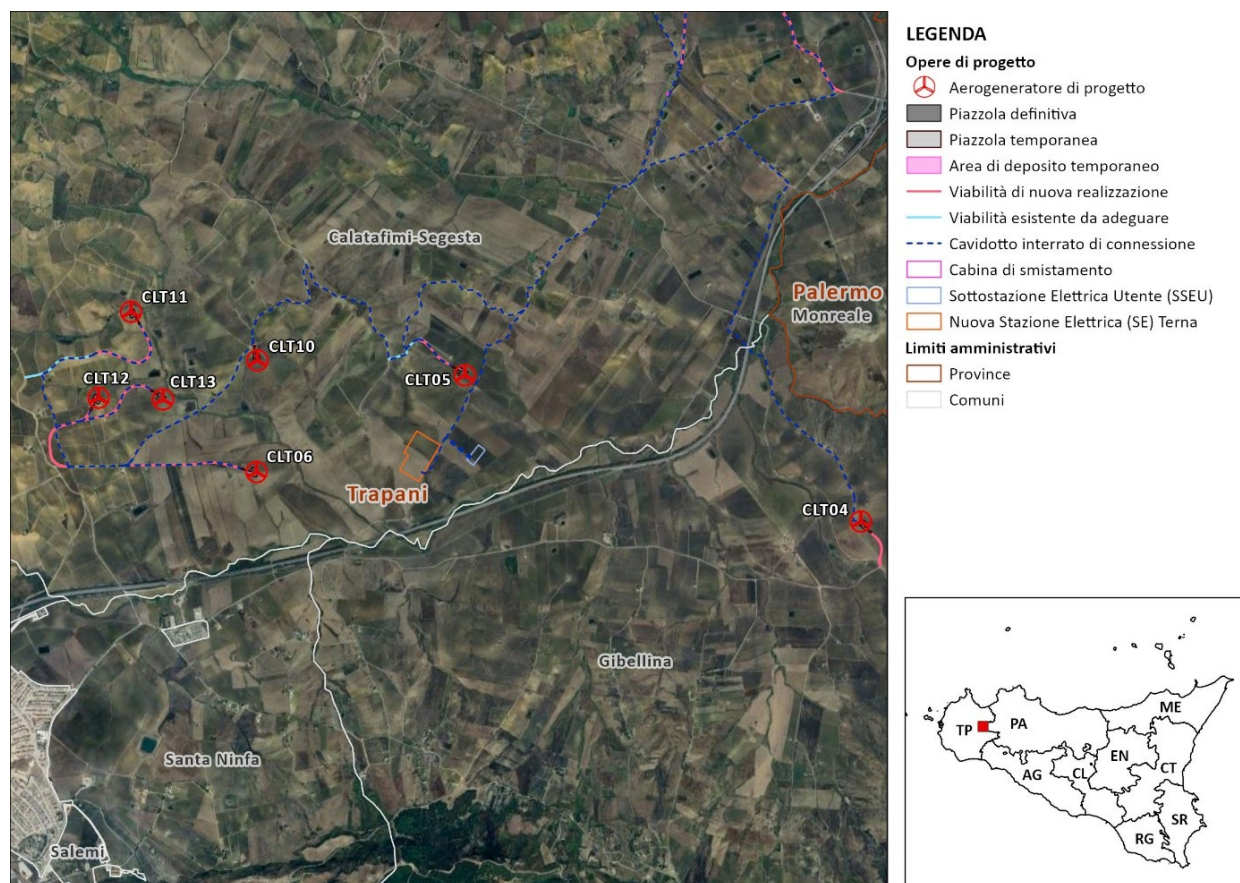 Calatafimi-Segesta
CLT11
CLT10
CLT12
CLT13
CLT05
CLT06
Trapani
Palermo
Monreale
CLT04
Gibellina
Santa Ninfa
Salemi
LEGENDA
Opere di progetto
Aerogeneratore di progetto
Piazzola definitiva
Piazzola temporanea
Area di deposito temporaneo
Viabilità di nuova realizzazione
Viabilità esistente da adeguare
Cavidotto interrato di connessione
Cabina di smistamento
Sottostazione Elettrica Utente (SSEU)
Nuova Stazione Elettrica (SE) Terna
Limiti amministrativi
Province
Comuni
ME
TP
PA
EN
CT
AG
CL
SR
RG